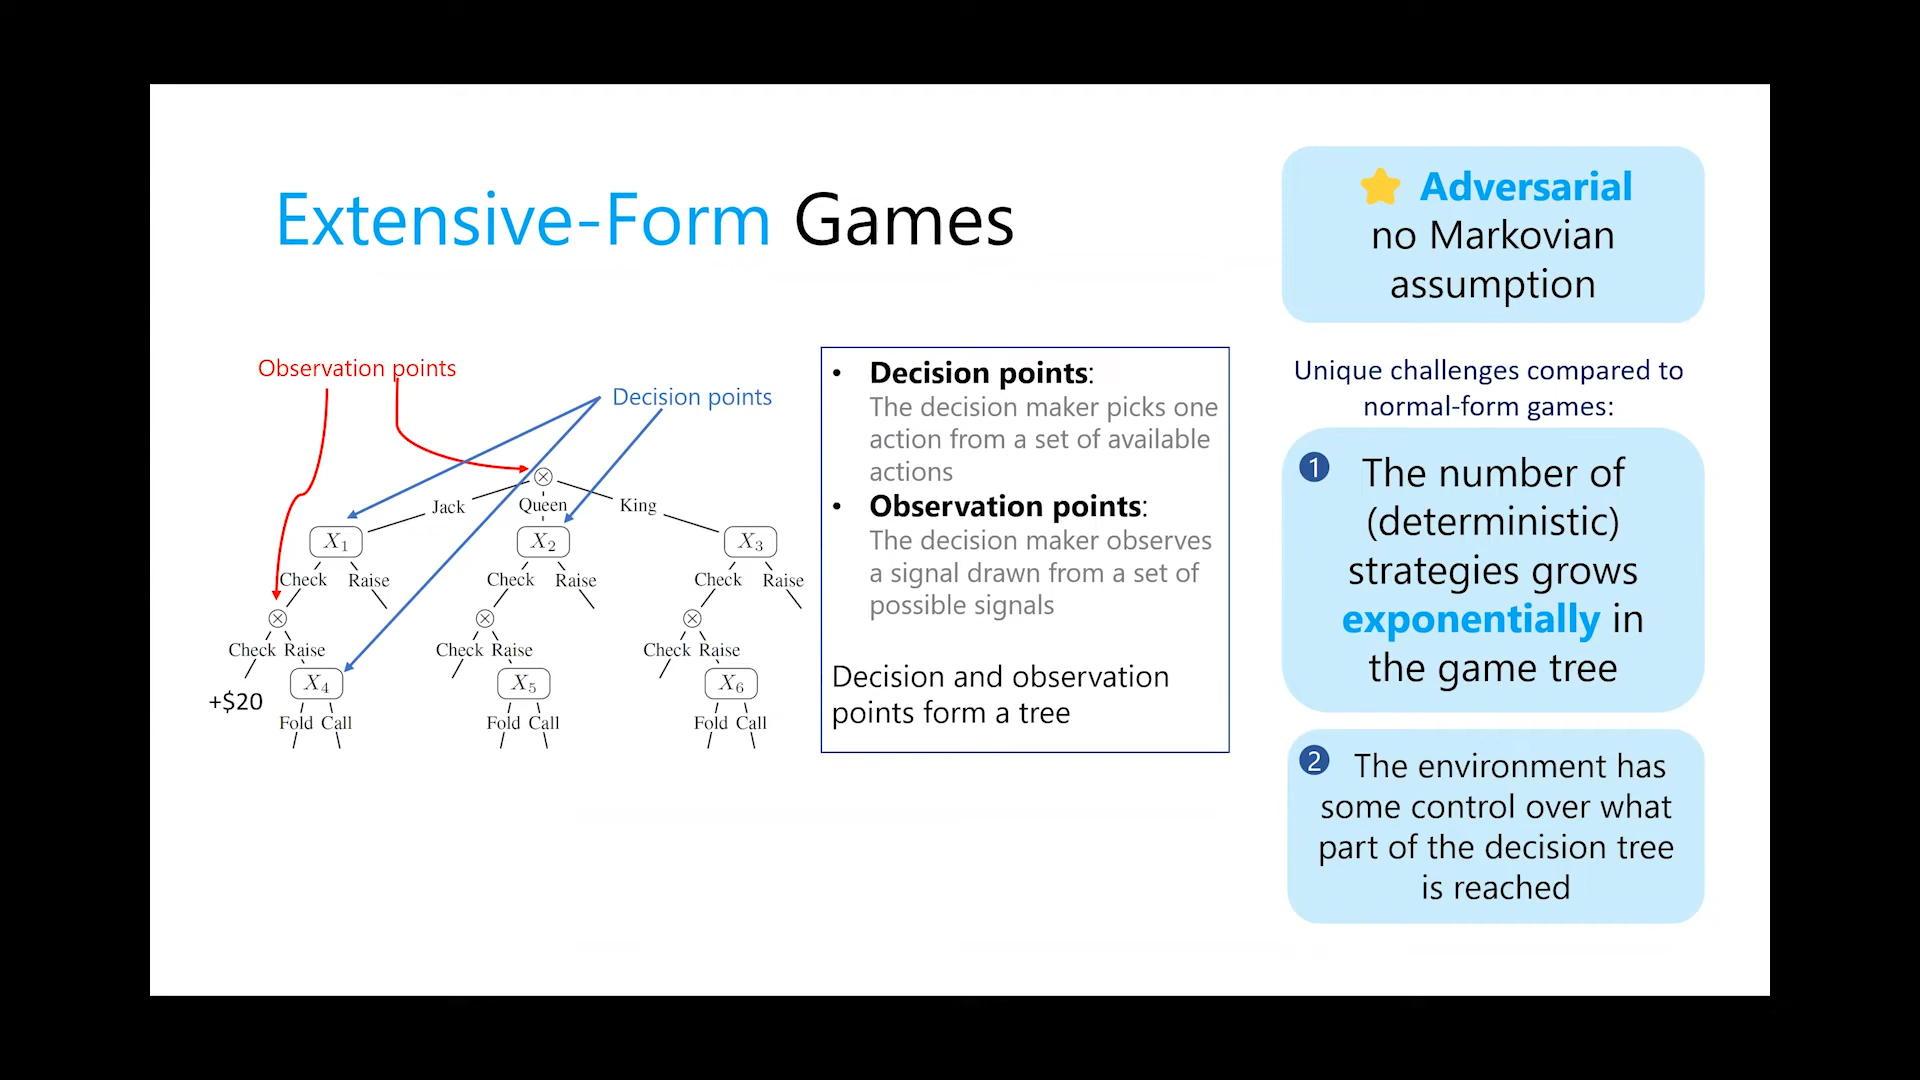 Extensive-Form Games
Observation points
Decision points
Jack
Queen
King
X1
X2
X3
Check Raise
Check Raise
Check Raise
⊗
⊗
⊗
⊗
Check Raise
Check Raise
Check Raise
+$20
X4
X5
X6
Fold Call
Fold Call
Fold Call
• Decision points:
The decision maker picks one
action from a set of available
actions
• Observation points:
The decision maker observes
a signal drawn from a set of
possible signals
Decision and observation
points form a tree
Adversarial
no Markovian
assumption
Unique challenges compared to
normal-form games:
1 The number of
(deterministic)
strategies grows
exponentially in
the game tree
2 The environment has
some control over what
part of the decision tree
is reached